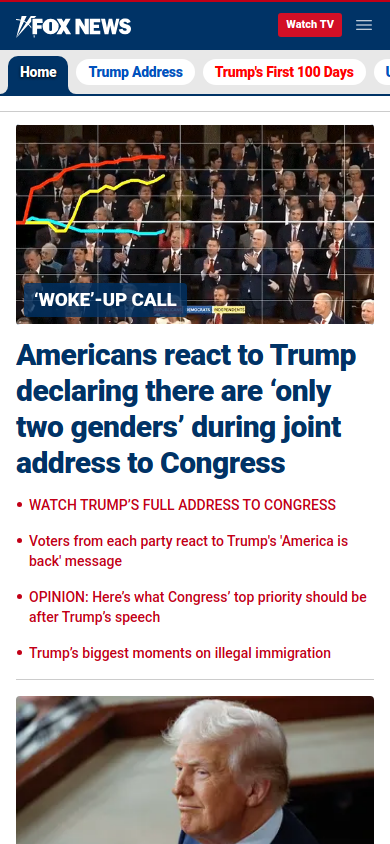 FOX NEWS
Watch TV
Home
Trump Address
Trump's First 100 Days
‘WOKE’-UP CALL
DEMOCRATS
INDEPENDENTS
Americans react to Trump
declaring there are ‘only
two genders’ during joint
address to Congress
• WATCH TRUMP’S FULL ADDRESS TO CONGRESS
• Voters from each party react to Trump's 'America is
back' message
• OPINION: Here’s what Congress’ top priority should be
after Trump’s speech
• Trump’s biggest moments on illegal immigration